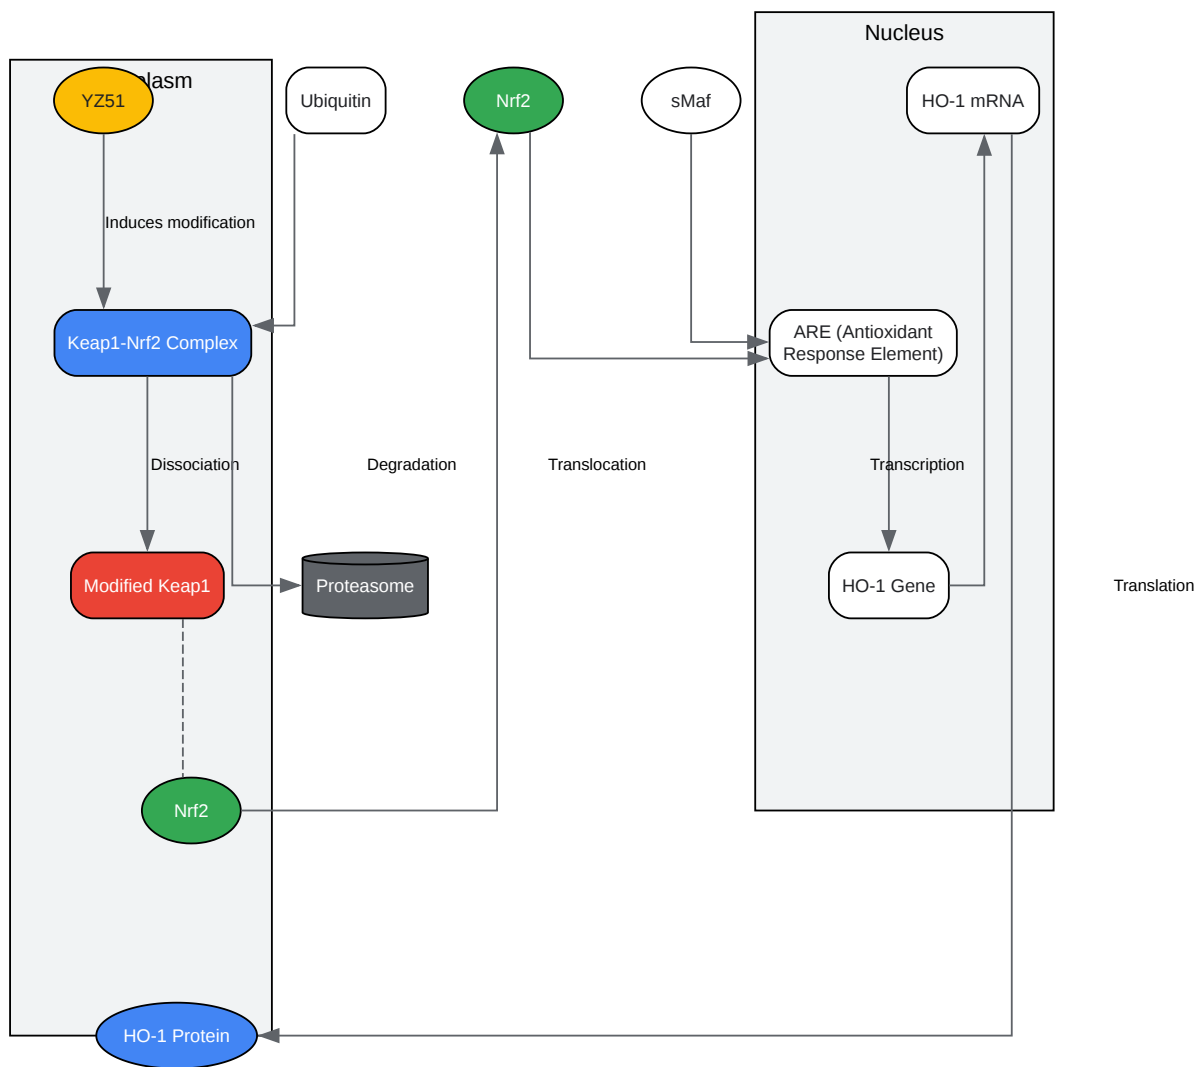 Nucleus
plasm
YZ51
Ubiquitin
Nrf2
sMaf
HO-1 mRNA
Induces modification
Keap1-Nrf2 Complex
ARE (Antioxidant
Response Element)
Dissociation
Degradation
Translocation
Transcription
Modified Keap1
Proteasome
HO-1 Gene
Translation
Nrf2
HO-1 Protein